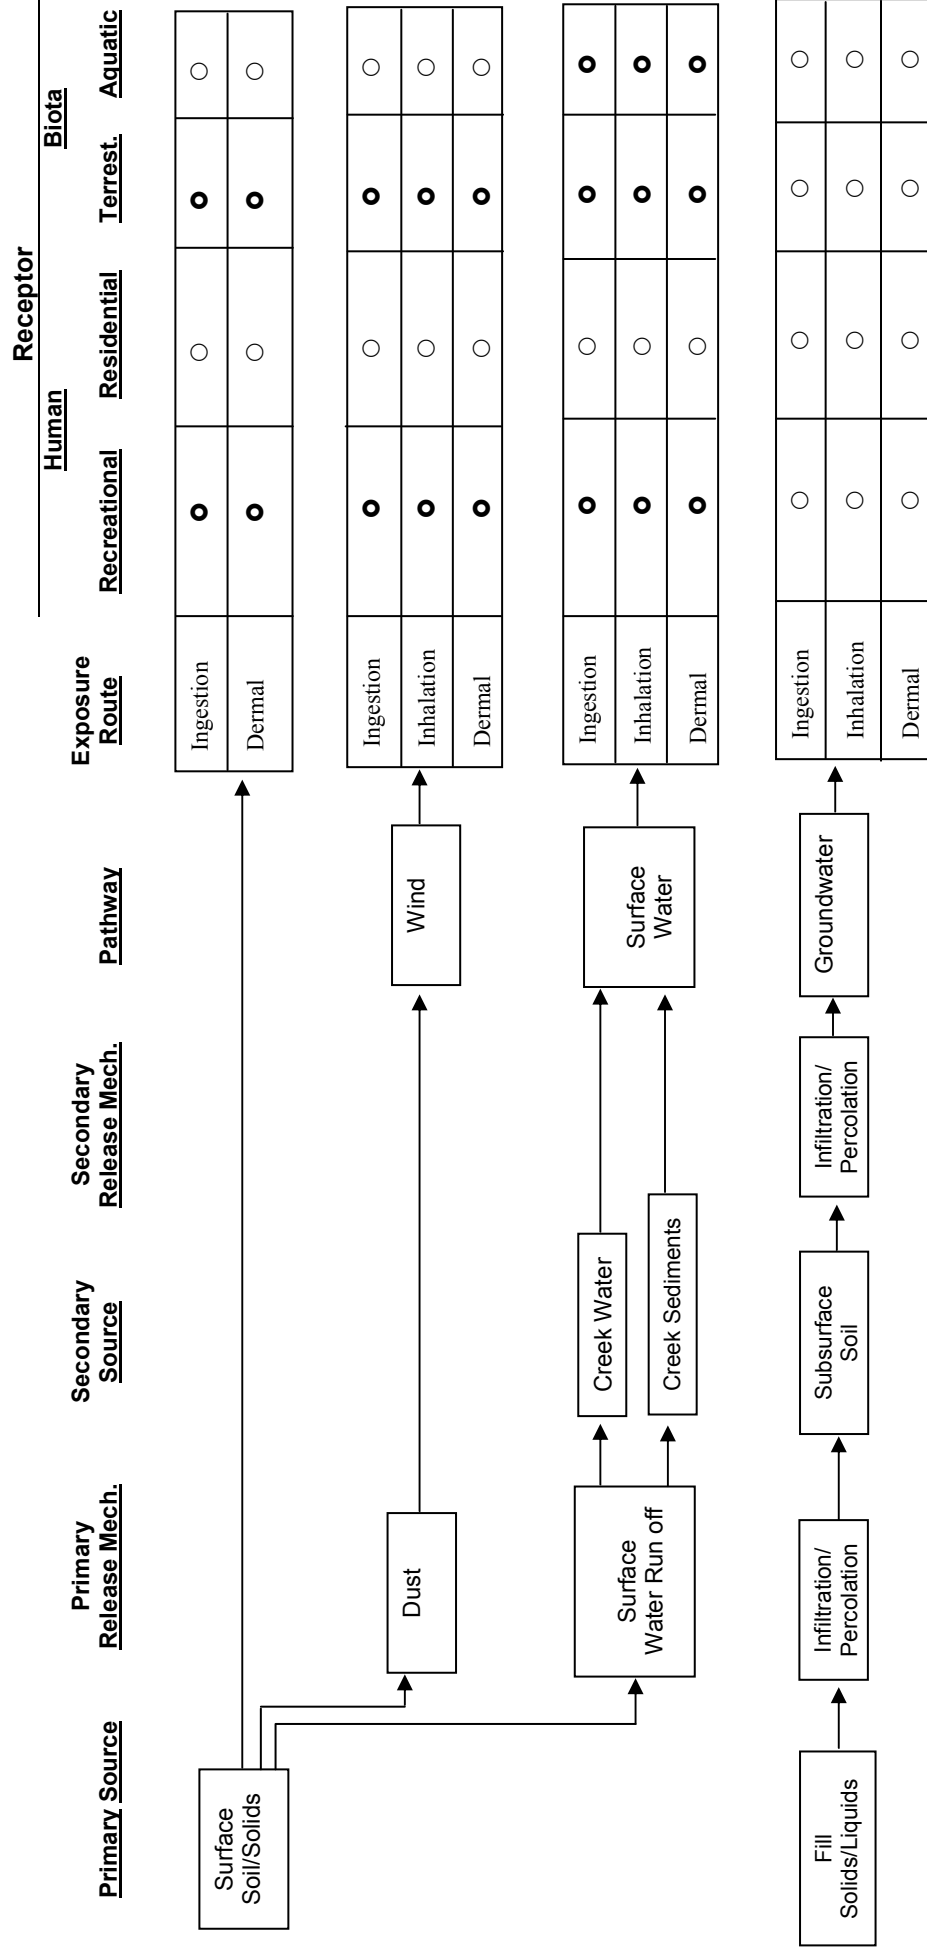 Receptor
Human
Biota
Primary Source
Primary
Release Mech.
Secondary
Source
Secondary
Release Mech.
Pathway
Exposure
Route
Recreational
Residential
Terrest.
Aquatic
Surface
Soil/Solids
Ingestion
Dermal
Dust
Wind
Ingestion
Inhalation
Dermal
Surface
Water Run off
Creek Water
Creek Sediments
Surface
Water
Ingestion
Inhalation
Dermal
Fill
Solids/Liquids
Infiltration/
Percolation
Subsurface
Soil
Infiltration/
Percolation
Groundwater
Ingestion
Inhalation
Dermal